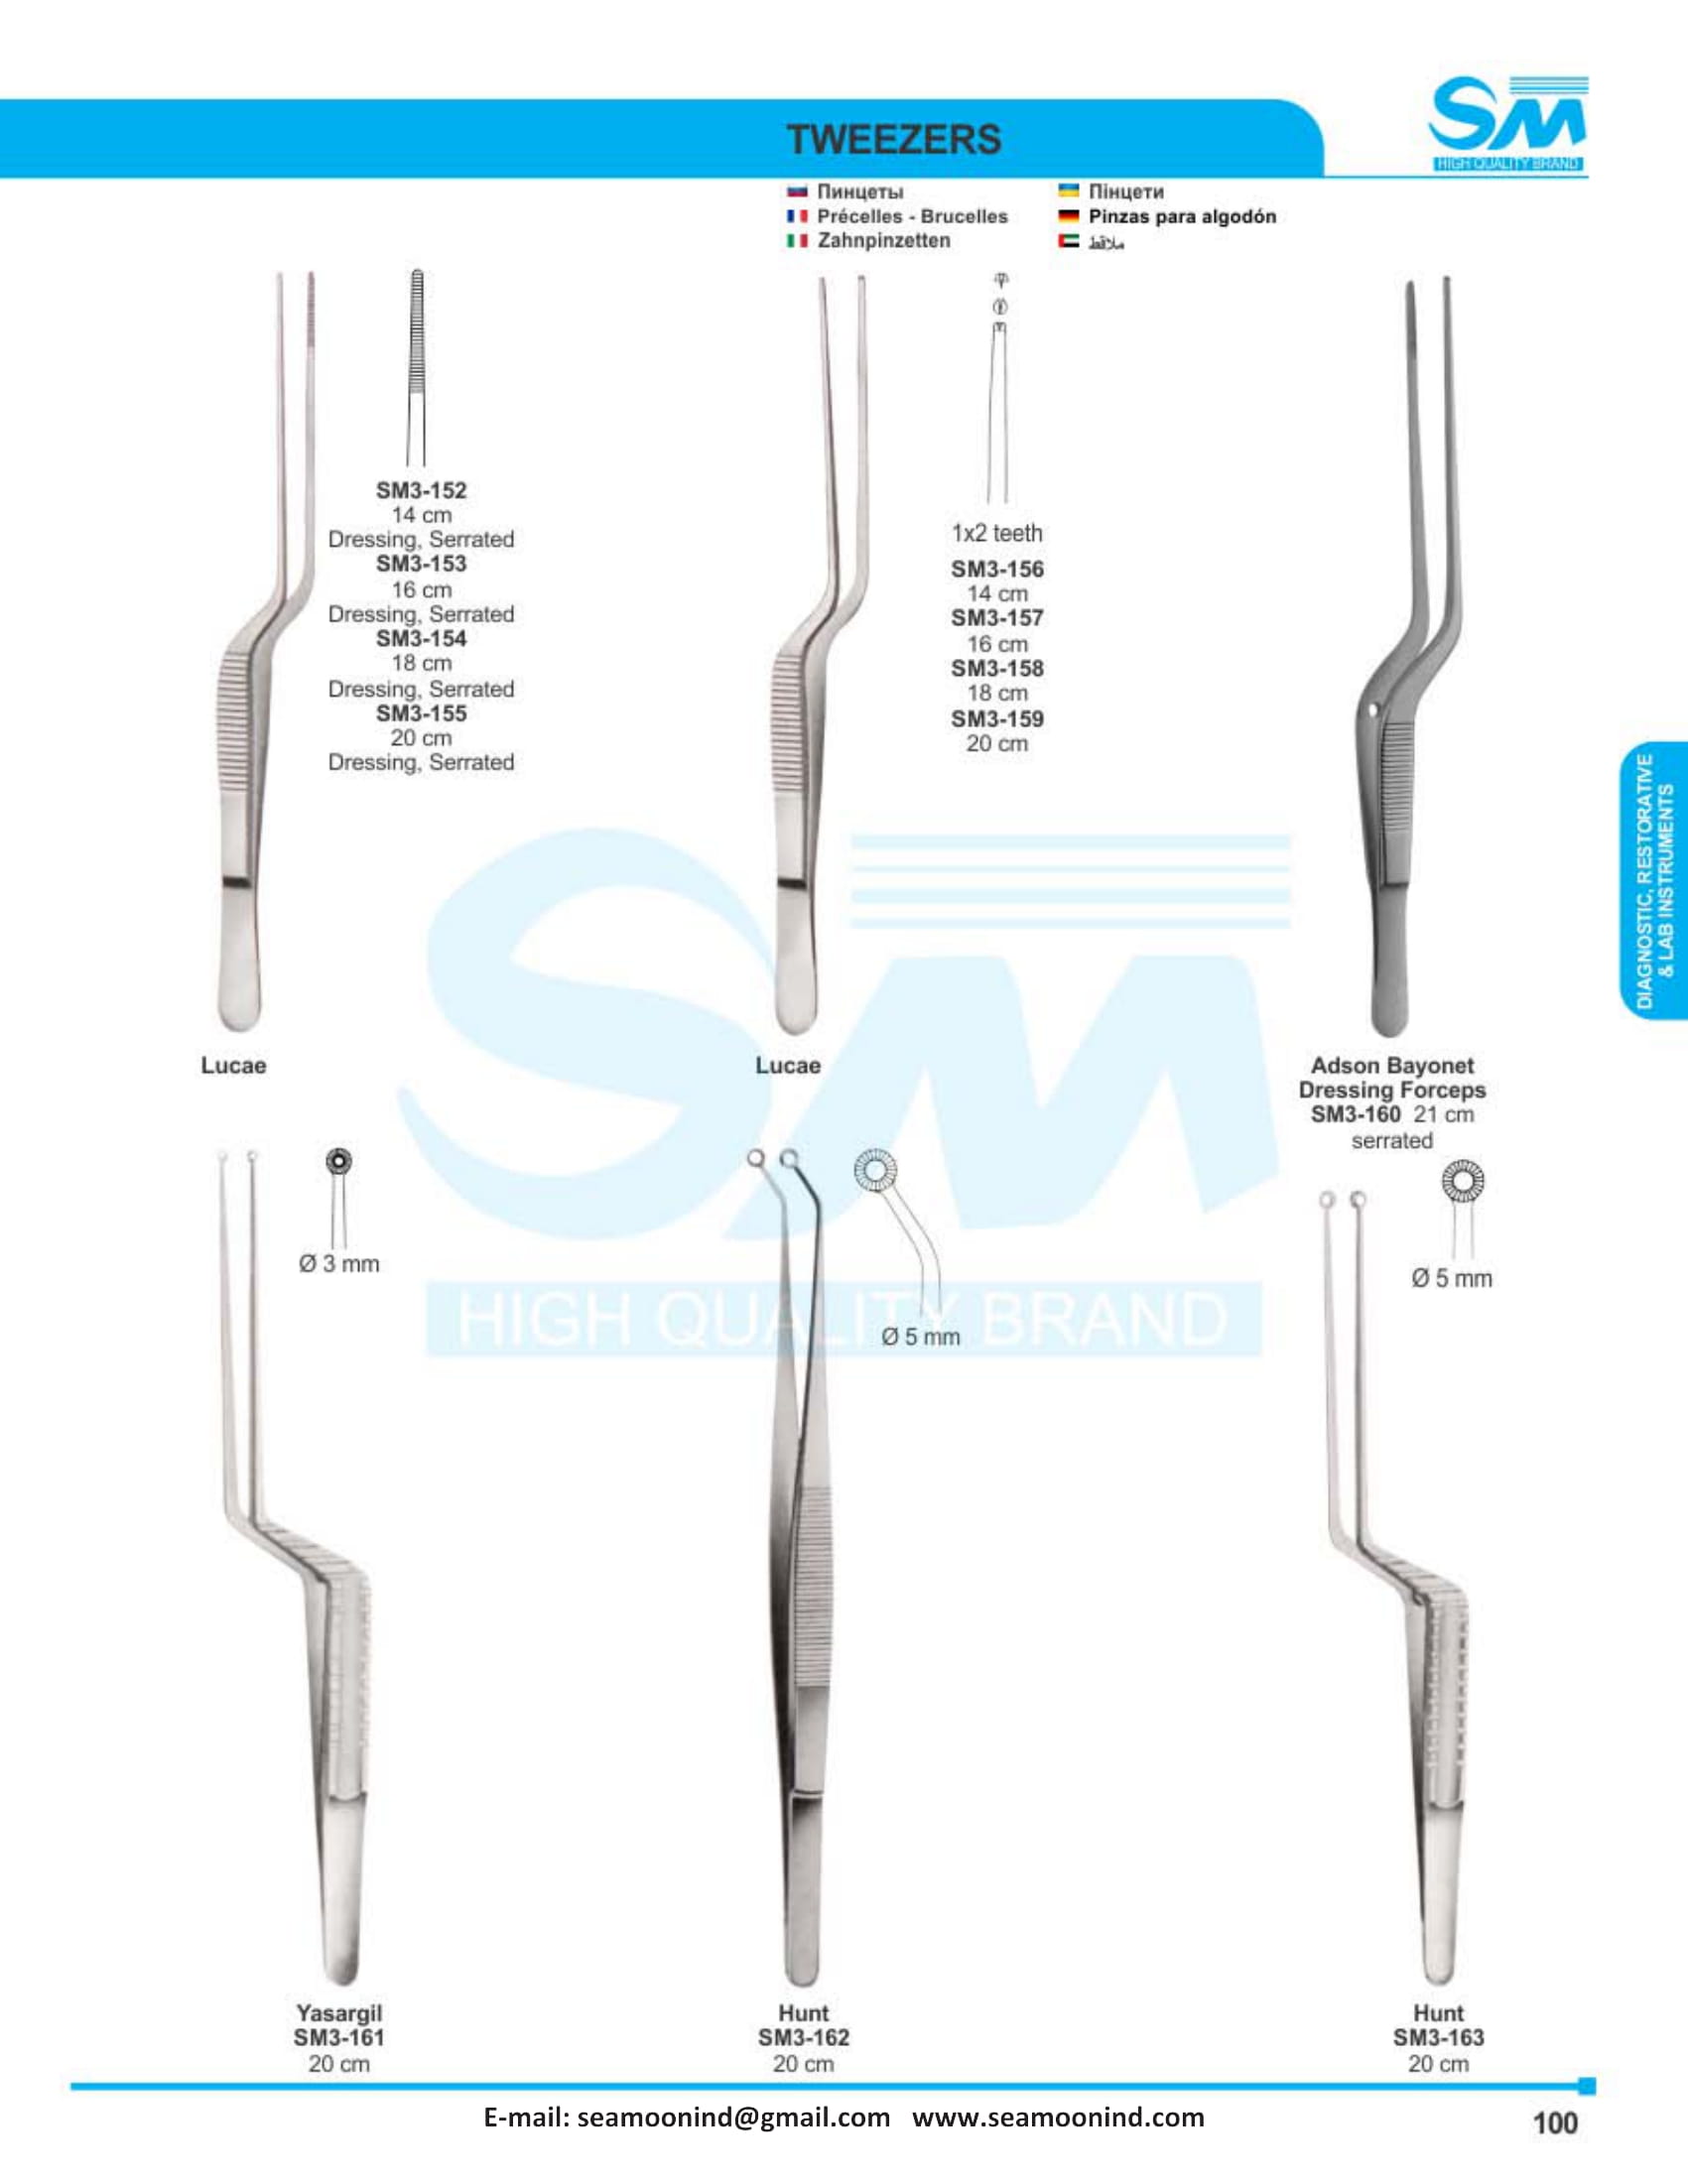 SM
HIGH QUALITY BRAND
TWEEZERS
Пинцеты
Précelles - Brucelles
Zahnpinzetten
Пінцети
Pinzas para algodón
ملاقط
SM3-152
14 cm
Dressing, Serrated
SM3-153
16 cm
Dressing, Serrated
SM3-154
18 cm
Dressing, Serrated
SM3-155
20 cm
Dressing, Serrated
Lucae
1x2 teeth
SM3-156
14 cm
SM3-157
16 cm
SM3-158
18 cm
SM3-159
20 cm
Lucae
Adson Bayonet
Dressing Forceps
SM3-160 21 cm
serrated
DIAGNOSTIC, RESTORATIVE
& LAB INSTRUMENTS
SM
HIGH QUALITY BRAND
Ø 3 mm
Yasargil
SM3-161
20 cm
Ø 5 mm
Hunt
SM3-162
20 cm
Ø 5 mm
Hunt
SM3-163
20 cm
E-mail: seamoonind@gmail.com www.seamoonind.com
100